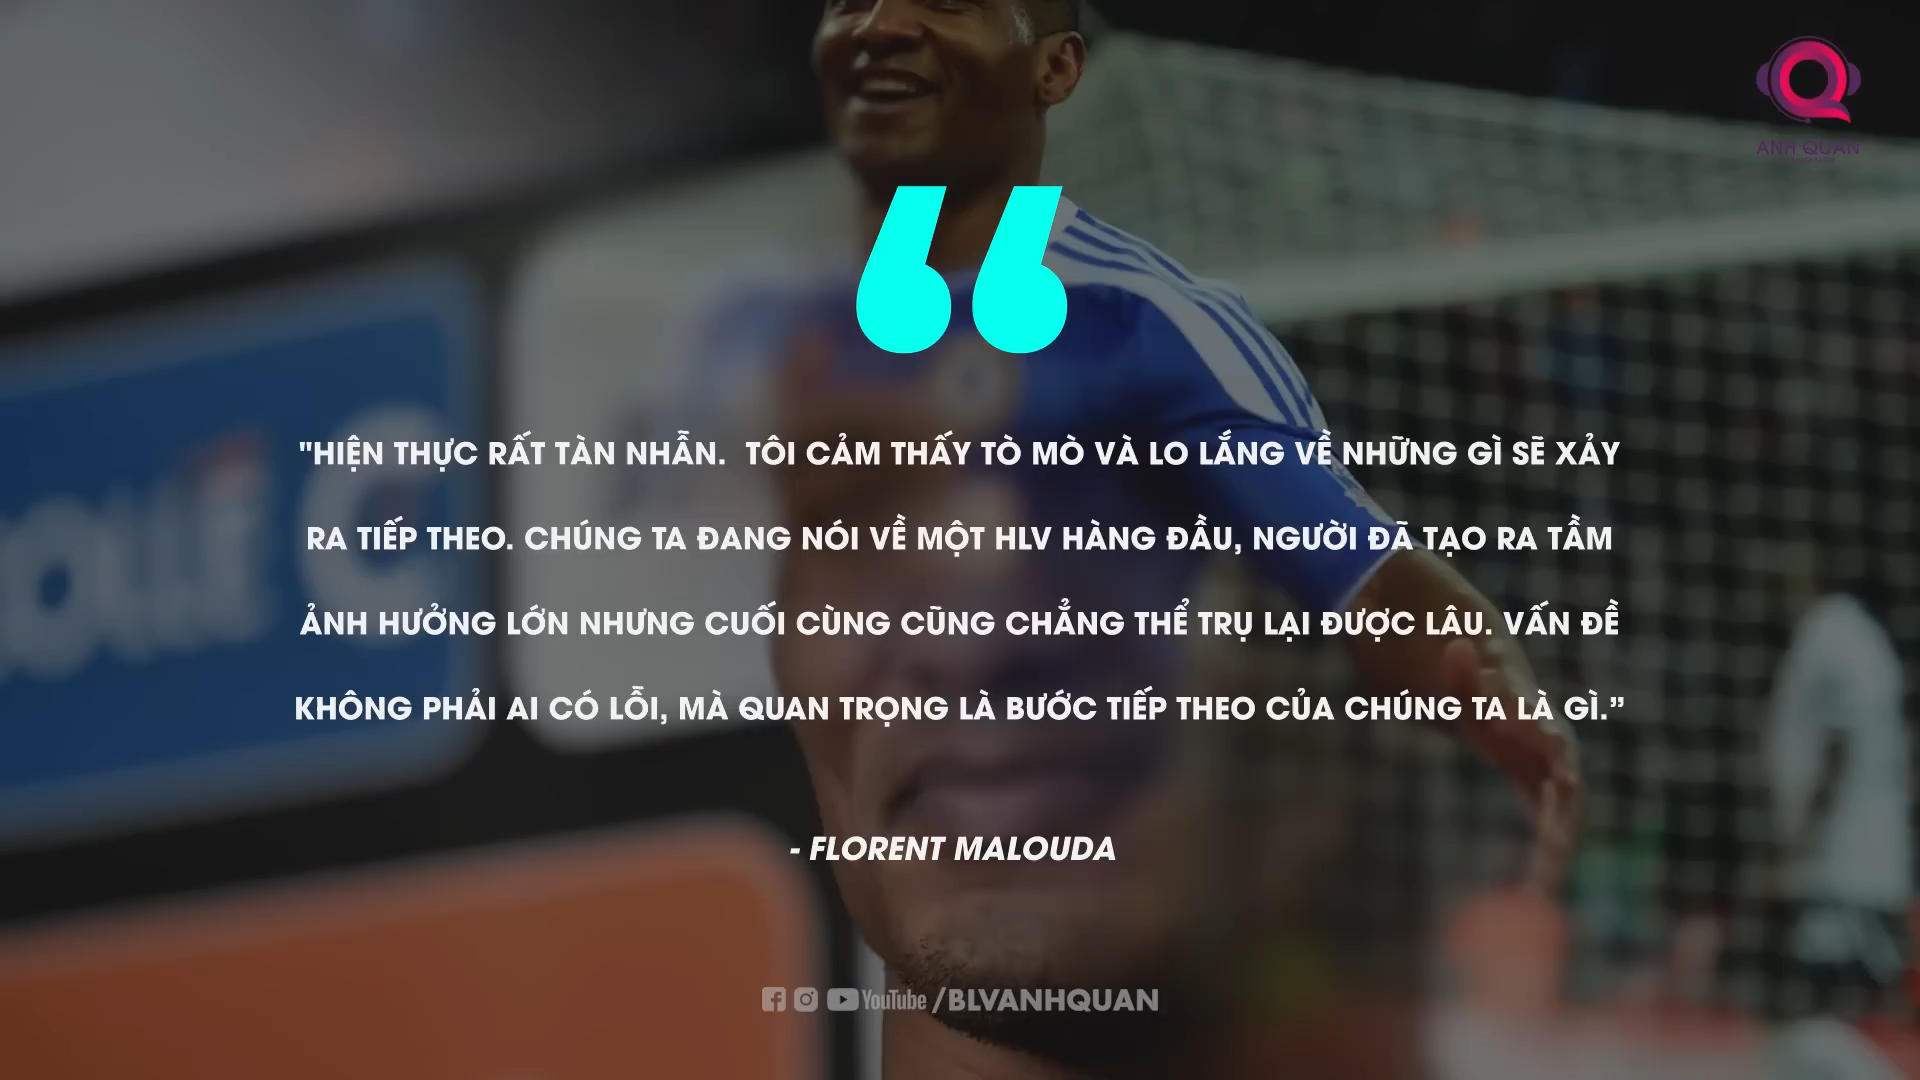 ANH QUAN
"HIỆN THỰC RẤT TÀN NHẪN. TÔI CẢM THẤY TÒ MÒ VÀ LO LẮNG VỀ NHỮNG GÌ SẼ XẢY
RA TIẾP THEO. CHÚNG TA ĐANG NÓI VỀ MỘT HLV HÀNG ĐẦU, NGƯỜI ĐÃ TẠO RA TẦM
ẢNH HƯỞNG LỚN NHƯNG CUỐI CÙNG CŨNG CHẲNG THỂ TRỤ LẠI ĐƯỢC LÂU. VẤN ĐỀ
KHÔNG PHẢI AI CÓ LỖI, MÀ QUAN TRỌNG LÀ BƯỚC TIẾP THEO CỦA CHÚNG TA LÀ GÌ.”
- FLORENT MALOUDA
YouTube /BLVANHQUAN